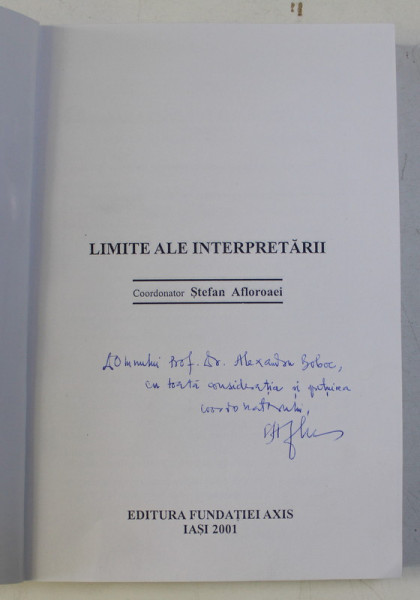 LIMITE ALE INTERPRETĂRII
Coordonator Ștefan Afloroaei
Domnului Prof. Dr. Alexandru Boboc,
cu toată considerația și
coordonatorului,
EDITURA FUNDAȚIEI AXIS
IAȘI 2001